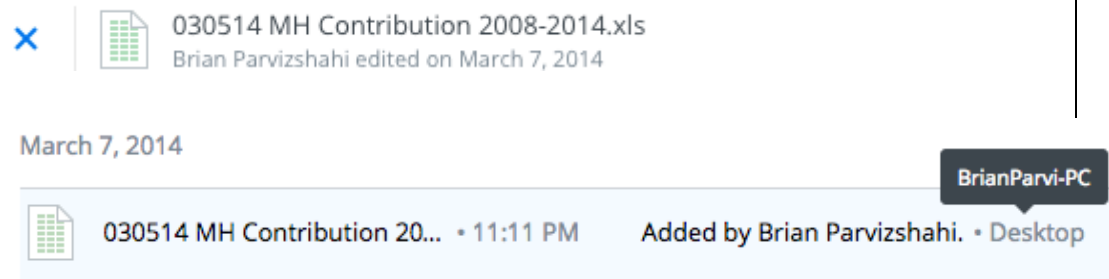 030514 MH Contribution 2008-2014.xls
Brian Parvizshahi edited on March 7, 2014
March 7, 2014
BrianParvi-PC
030514 MH Contribution 20... • 11:11 PM Added by Brian Parvizshahi. • Desktop